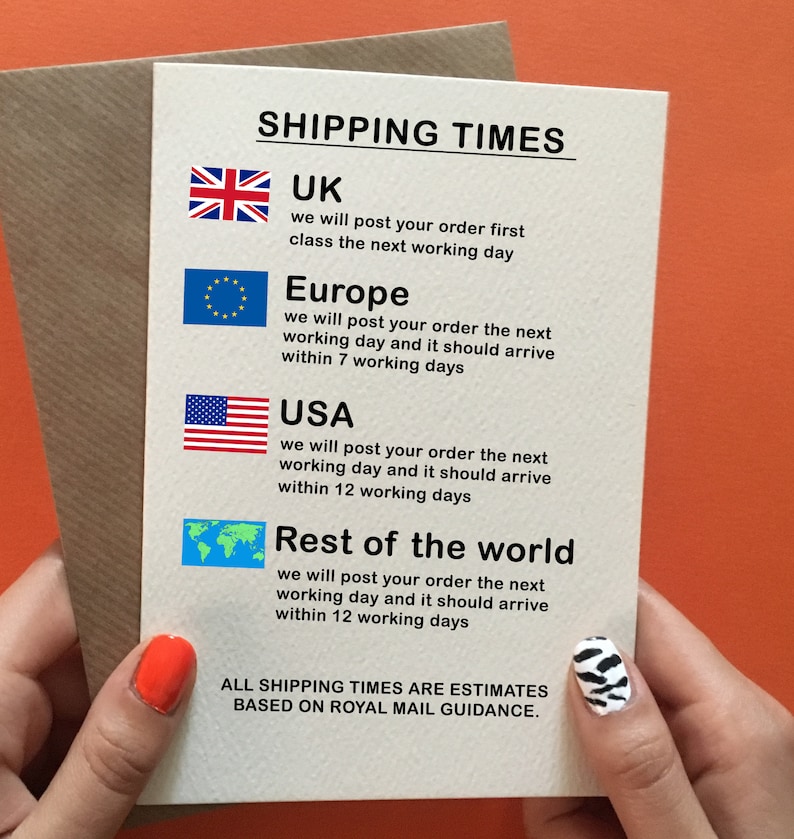 SHIPPING TIMES
UK
we will post your order first
class the next working day
Europe
we will post your order the next
working day and it should arrive
within 7 working days
USA
we will post your order the next
working day and it should arrive
within 12 working days
Rest of the world
we will post your order the next
working day and it should arrive
within 12 working days
ALL SHIPPING TIMES ARE ESTIMATES
BASED ON ROYAL MAIL GUIDANCE.